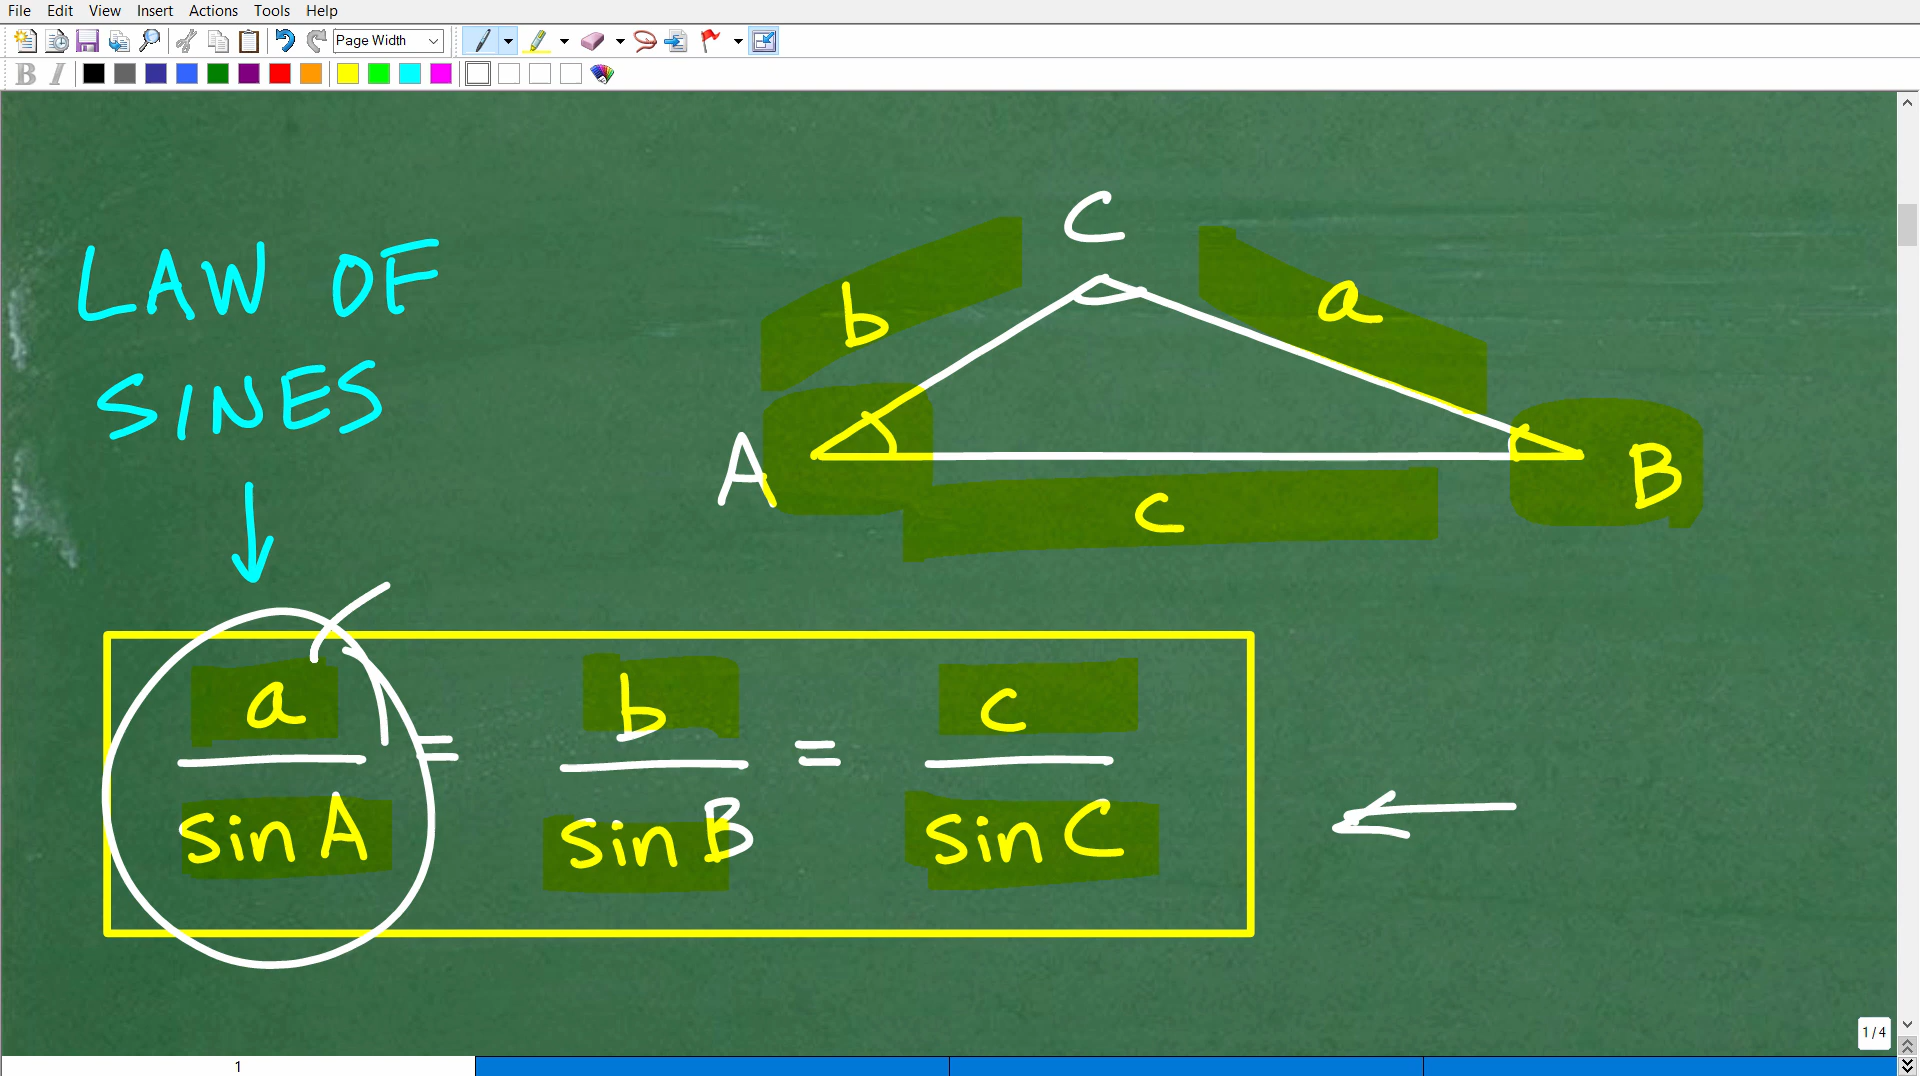 File Edit View Insert Actions Tools Help
Page Width
B I
C
LAW OF
b a
SINES
A B
c
a b c
= =
sin A sin B sin C
1 / 4
1